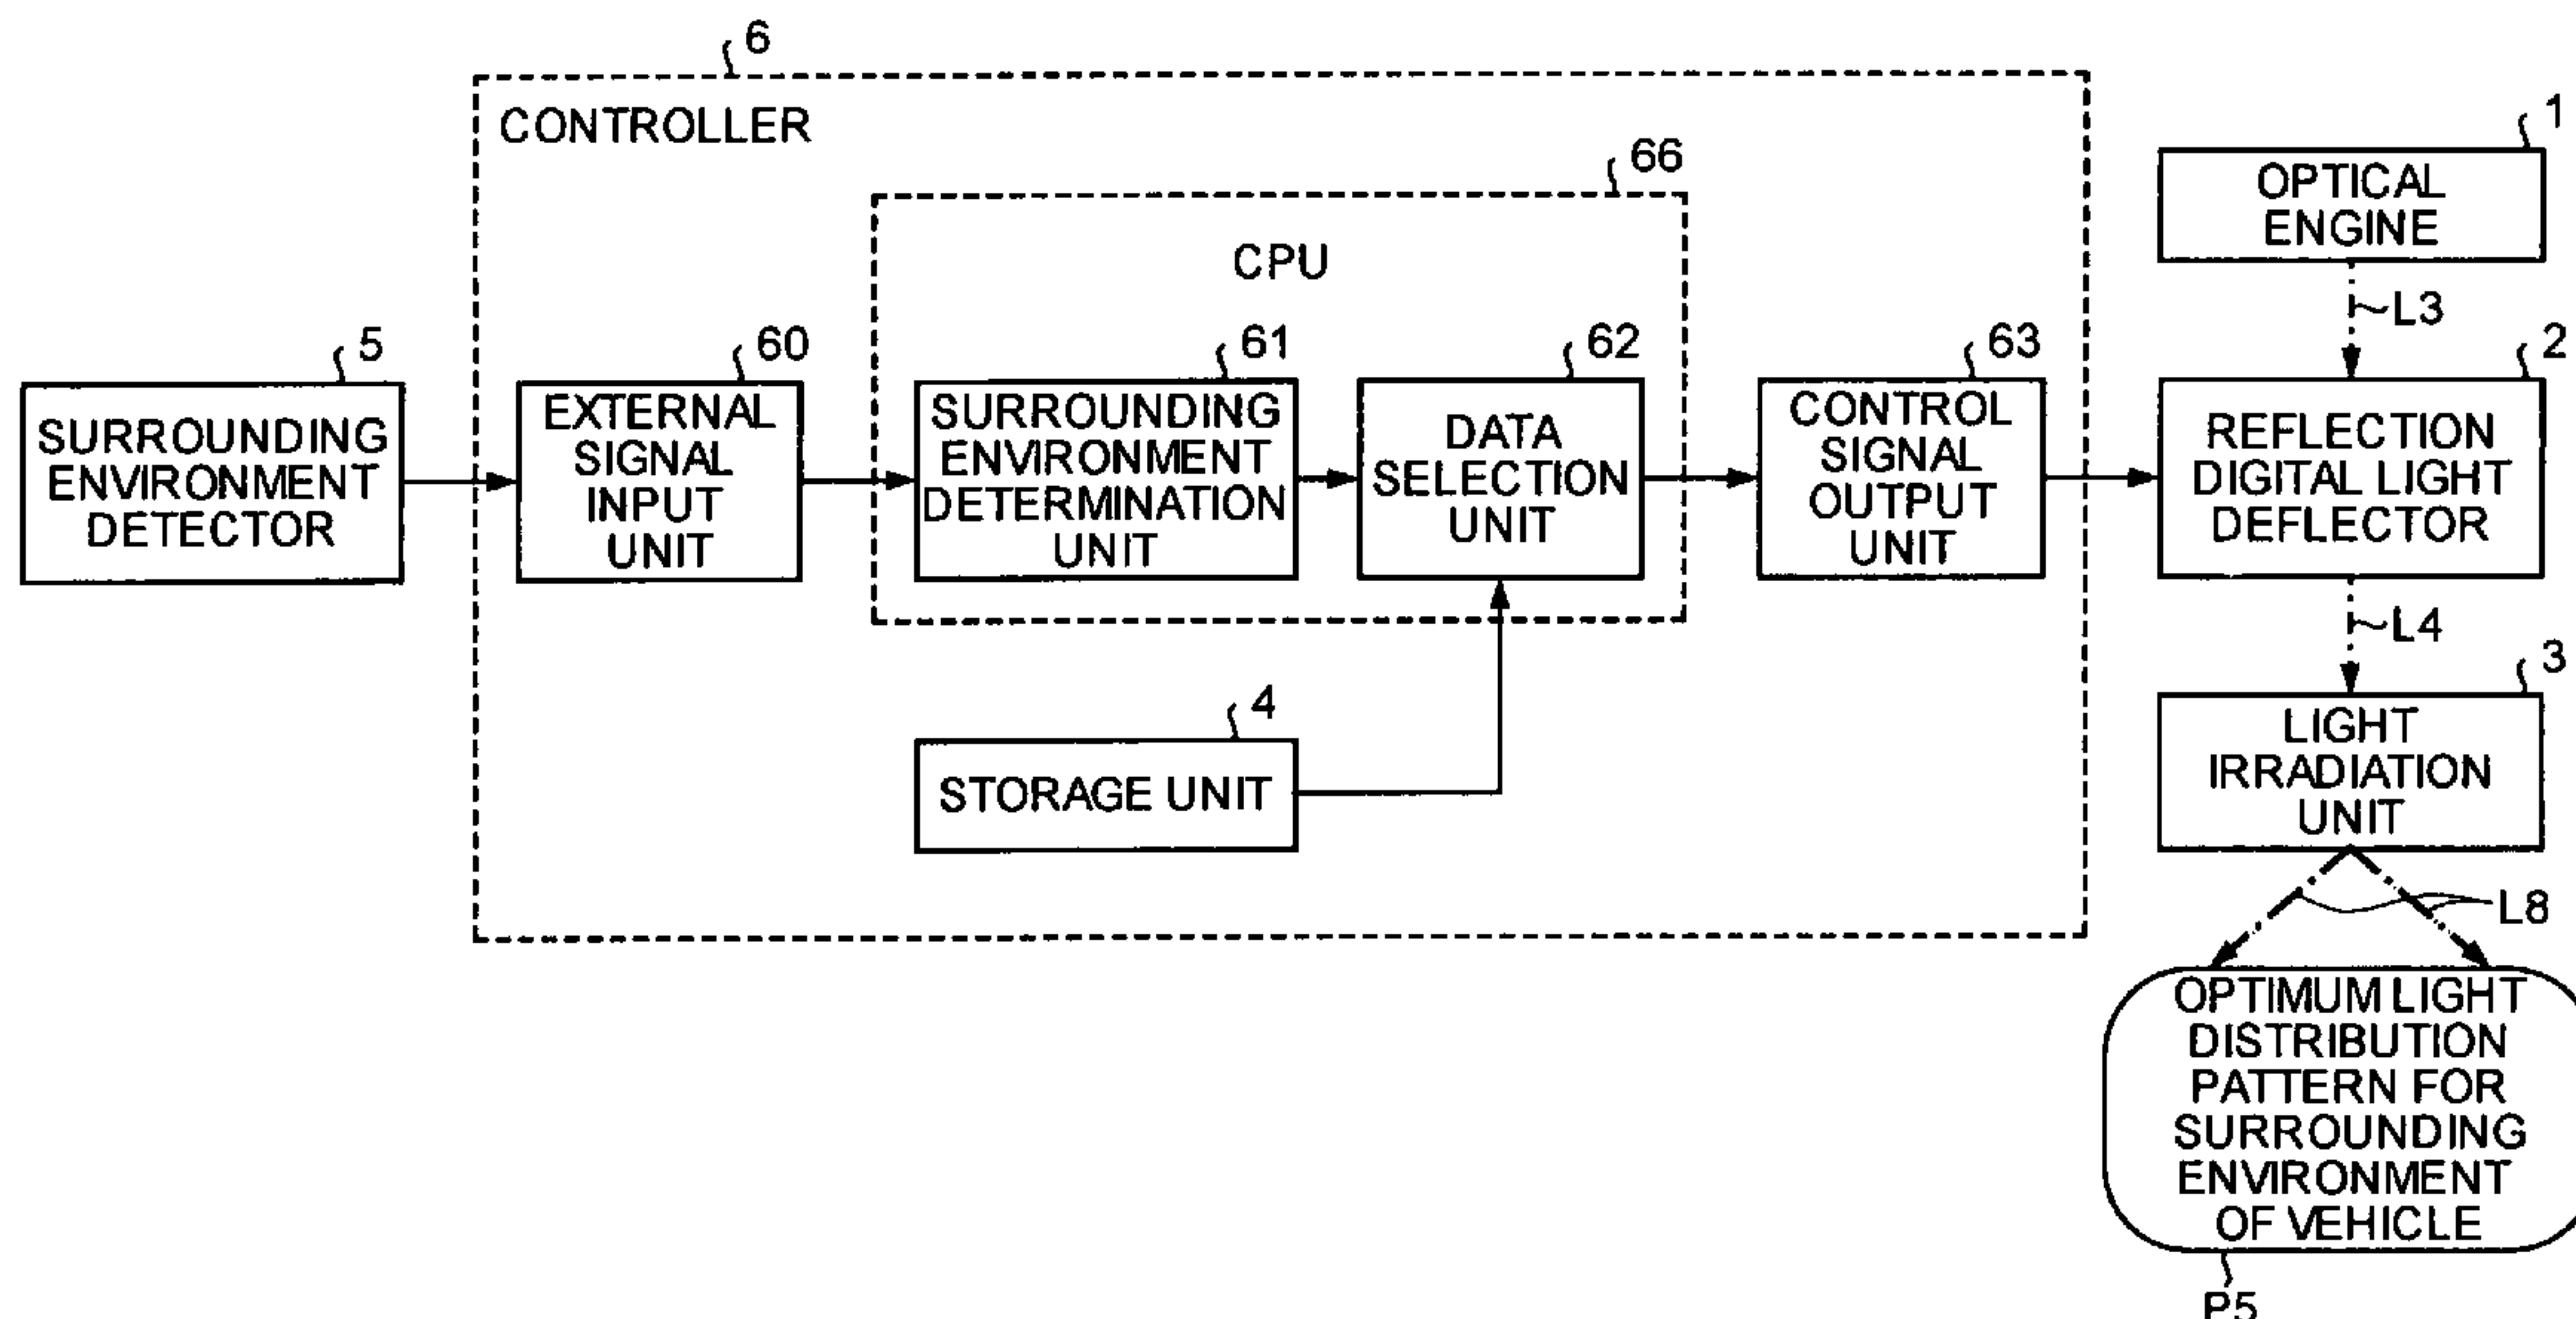 6
CONTROLLER
66
CPU
1
OPTICAL
ENGINE
L3
5
SURROUNDING
ENVIRONMENT
DETECTOR
60
EXTERNAL
SIGNAL
INPUT
UNIT
61
SURROUNDING
ENVIRONMENT
DETERMINATION
UNIT
62
DATA
SELECTION
UNIT
63
CONTROL
SIGNAL
OUTPUT
UNIT
2
REFLECTION
DIGITAL LIGHT
DEFLECTOR
L4
4
STORAGE UNIT
3
LIGHT
IRRADIATION
UNIT
L8
OPTIMUM LIGHT
DISTRIBUTION
PATTERN FOR
SURROUNDING
ENVIRONMENT
OF VEHICLE
P5